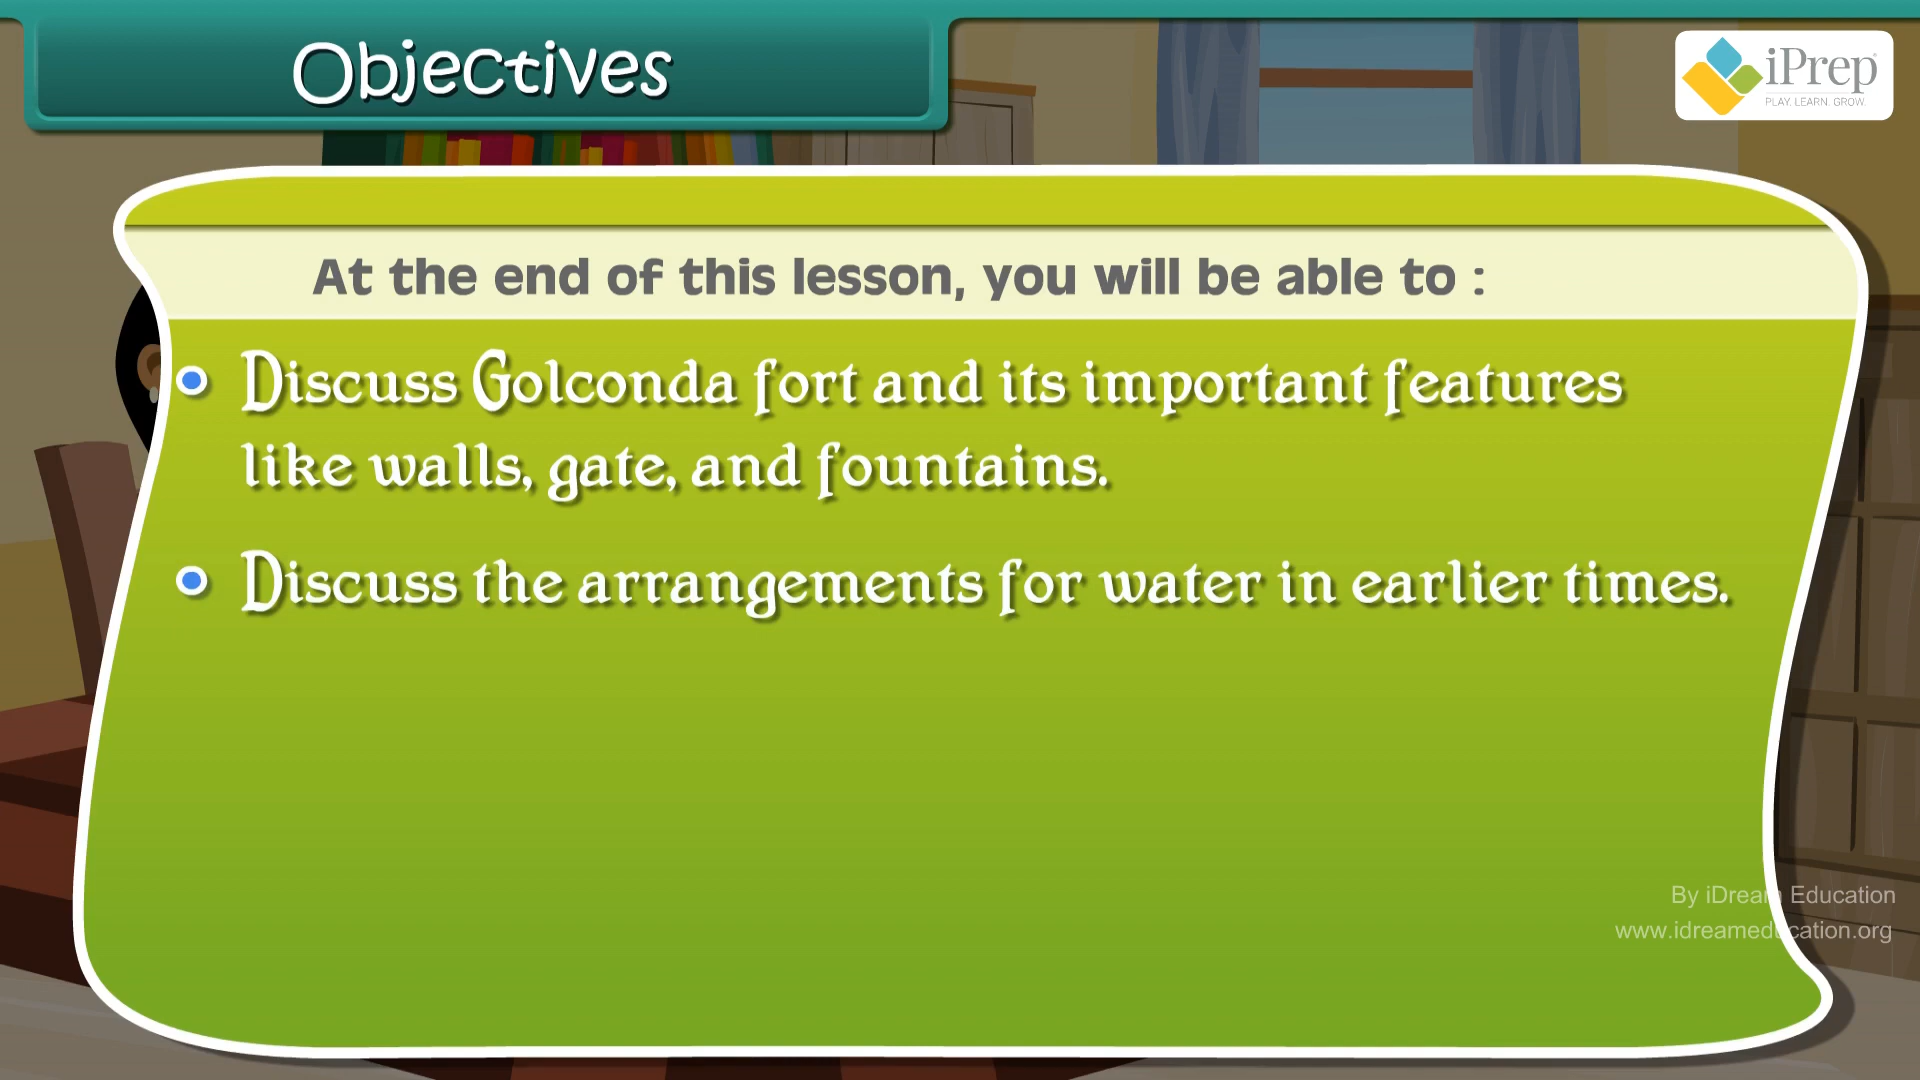 Objectives
iPrep
PLAY. LEARN. GROW.
At the end of this lesson, you will be able to :
Discuss Golconda fort and its important features
like walls, gate, and fountains.
Discuss the arrangements for water in earlier times.
By iDream Education
www.idreameducation.org